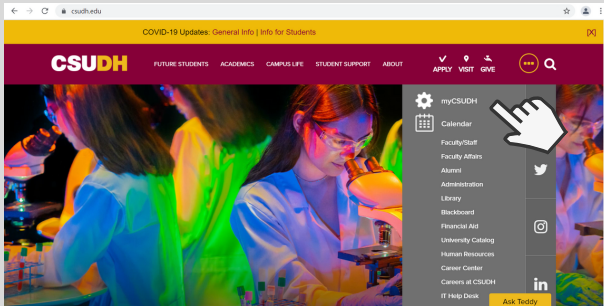 csudh.edu
COVID-19 Updates: General Info | Info for Students
[X]
CSUDH
FUTURE STUDENTS ACADEMICS CAMPUS LIFE STUDENT SUPPORT ABOUT
APPLY VISIT GIVE
myCSUDH
Calendar
Faculty/Staff
Faculty Affairs
Alumni
Administration
Library
Blackboard
Financial Aid
University Catalog
Human Resources
Career Center
Careers at CSUDH
IT Help Desk
in
Ask Teddy